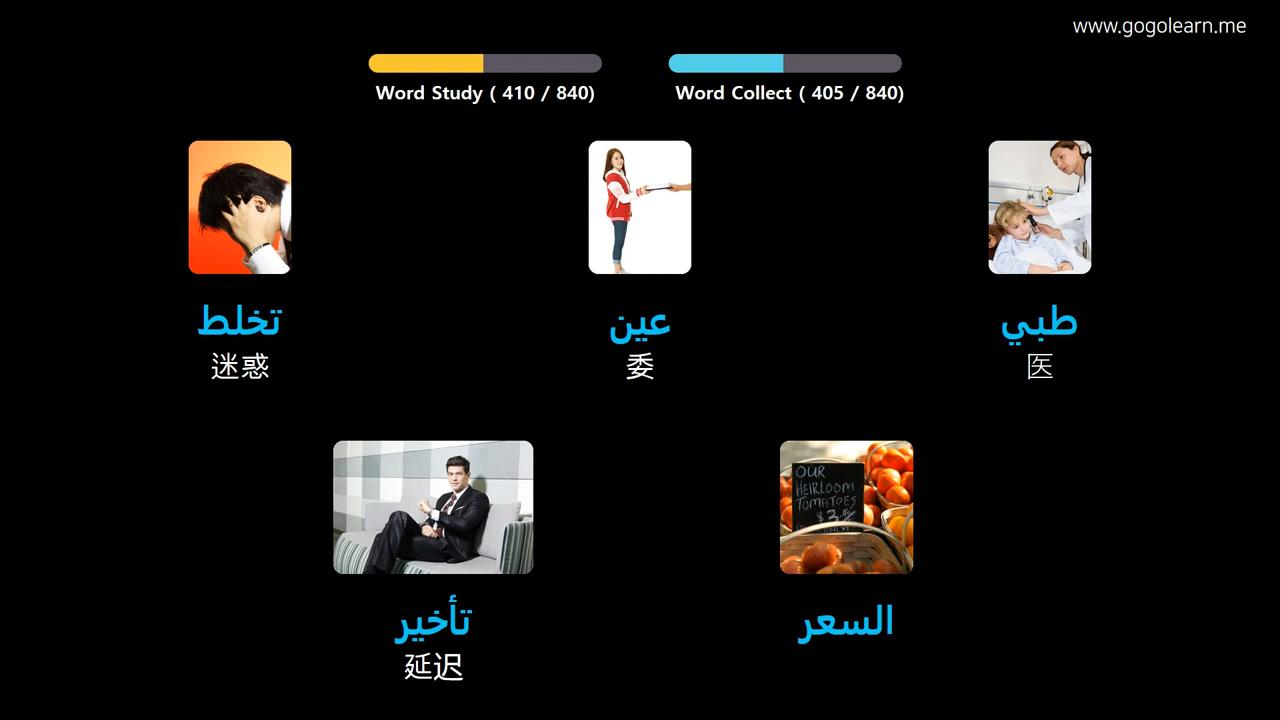 www.gogolearn.me
Word Study ( 410 / 840)
Word Collect ( 405 / 840)
تخلط
迷惑
عين
委
طبي
医
OUR
HEIRLOOM
TOMATOES
تأخير
延迟
السعر